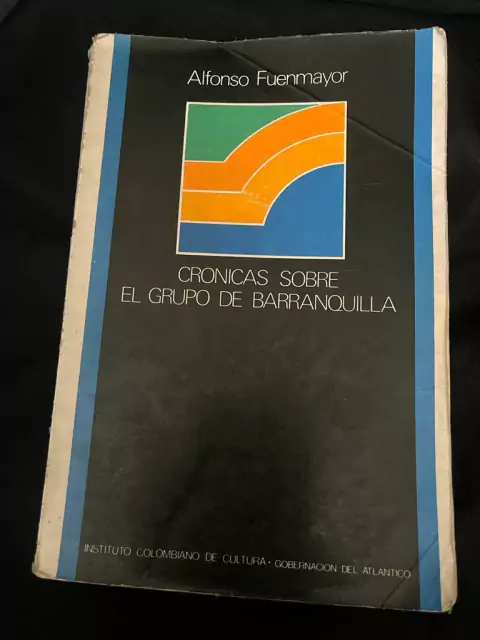 Alfonso Fuenmayor
CRONICAS SOBRE
EL GRUPO DE BARRANQUILLA
INSTITUTO COLOMBIANO DE CULTURA · GOBERNACION DEL ATLANTICO